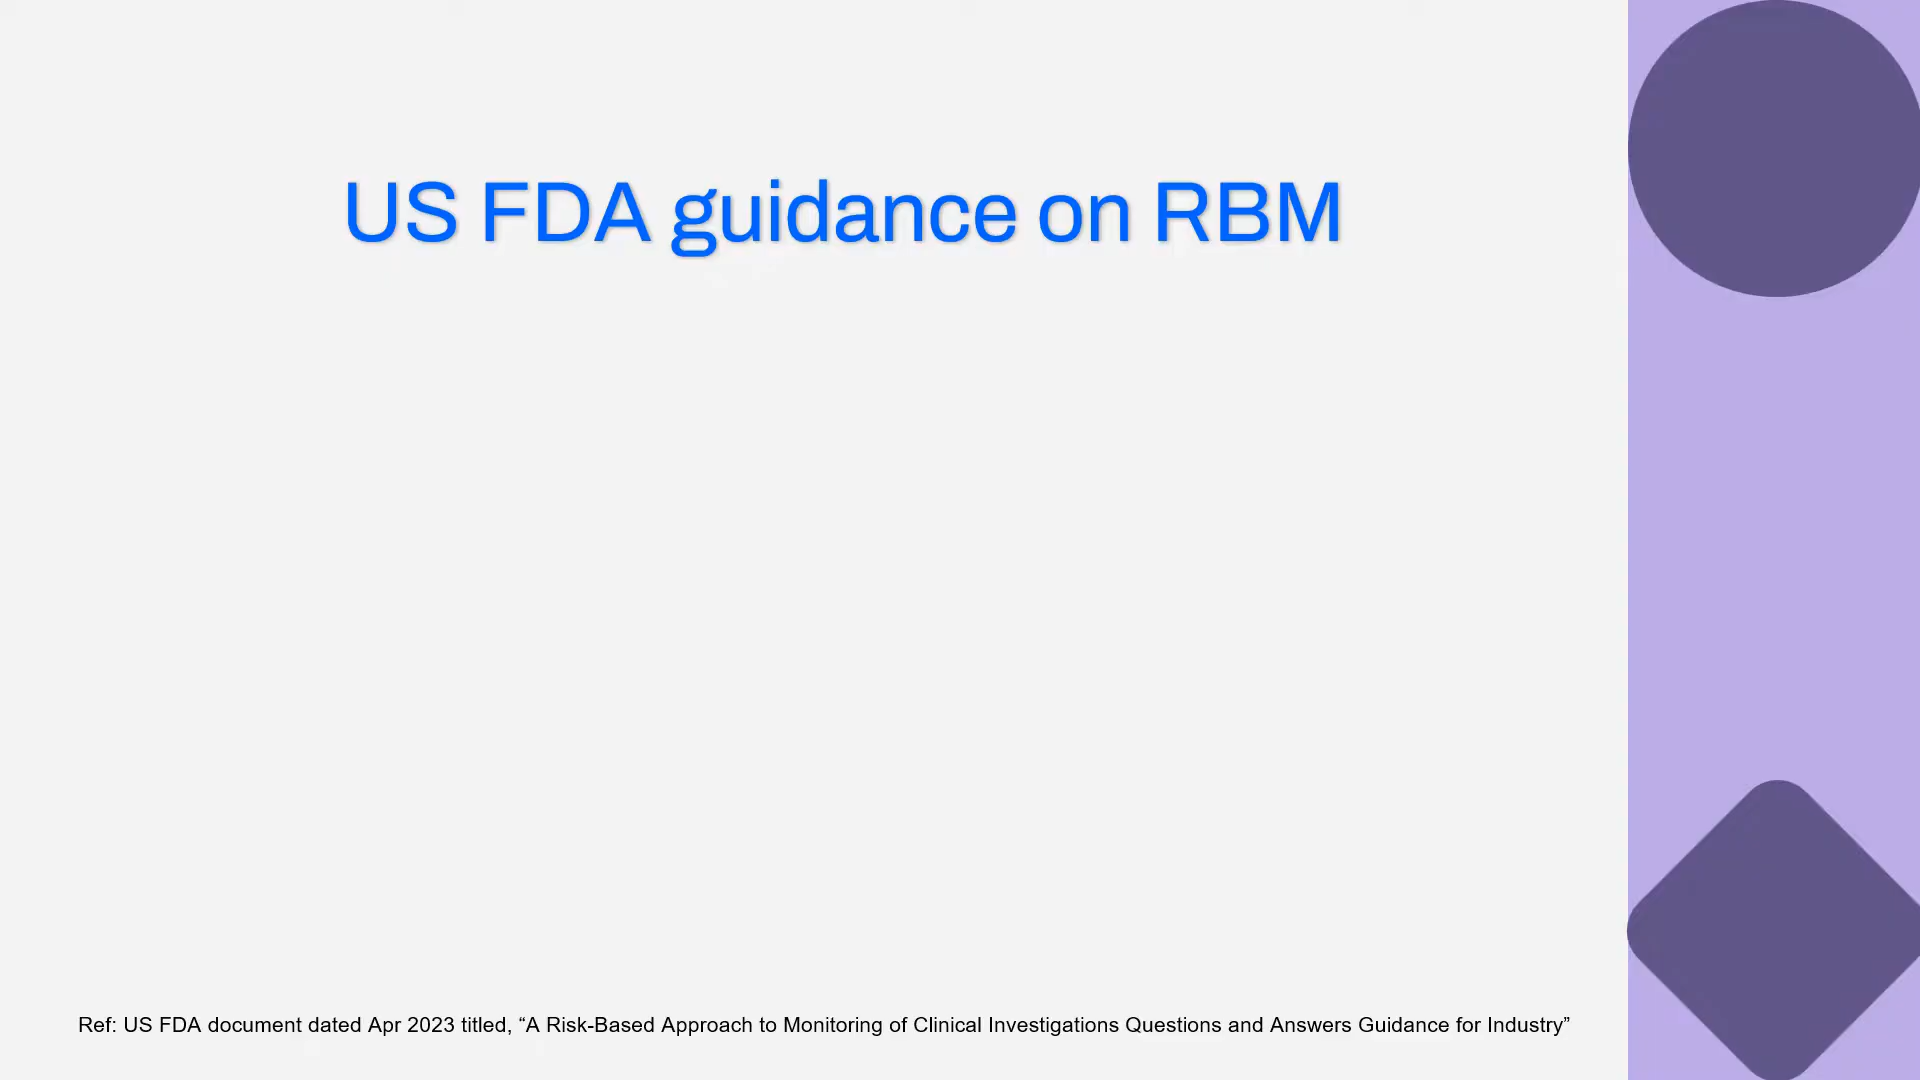 US FDA guidance on RBM
Ref: US FDA document dated Apr 2023 titled, “A Risk-Based Approach to Monitoring of Clinical Investigations Questions and Answers Guidance for Industry”